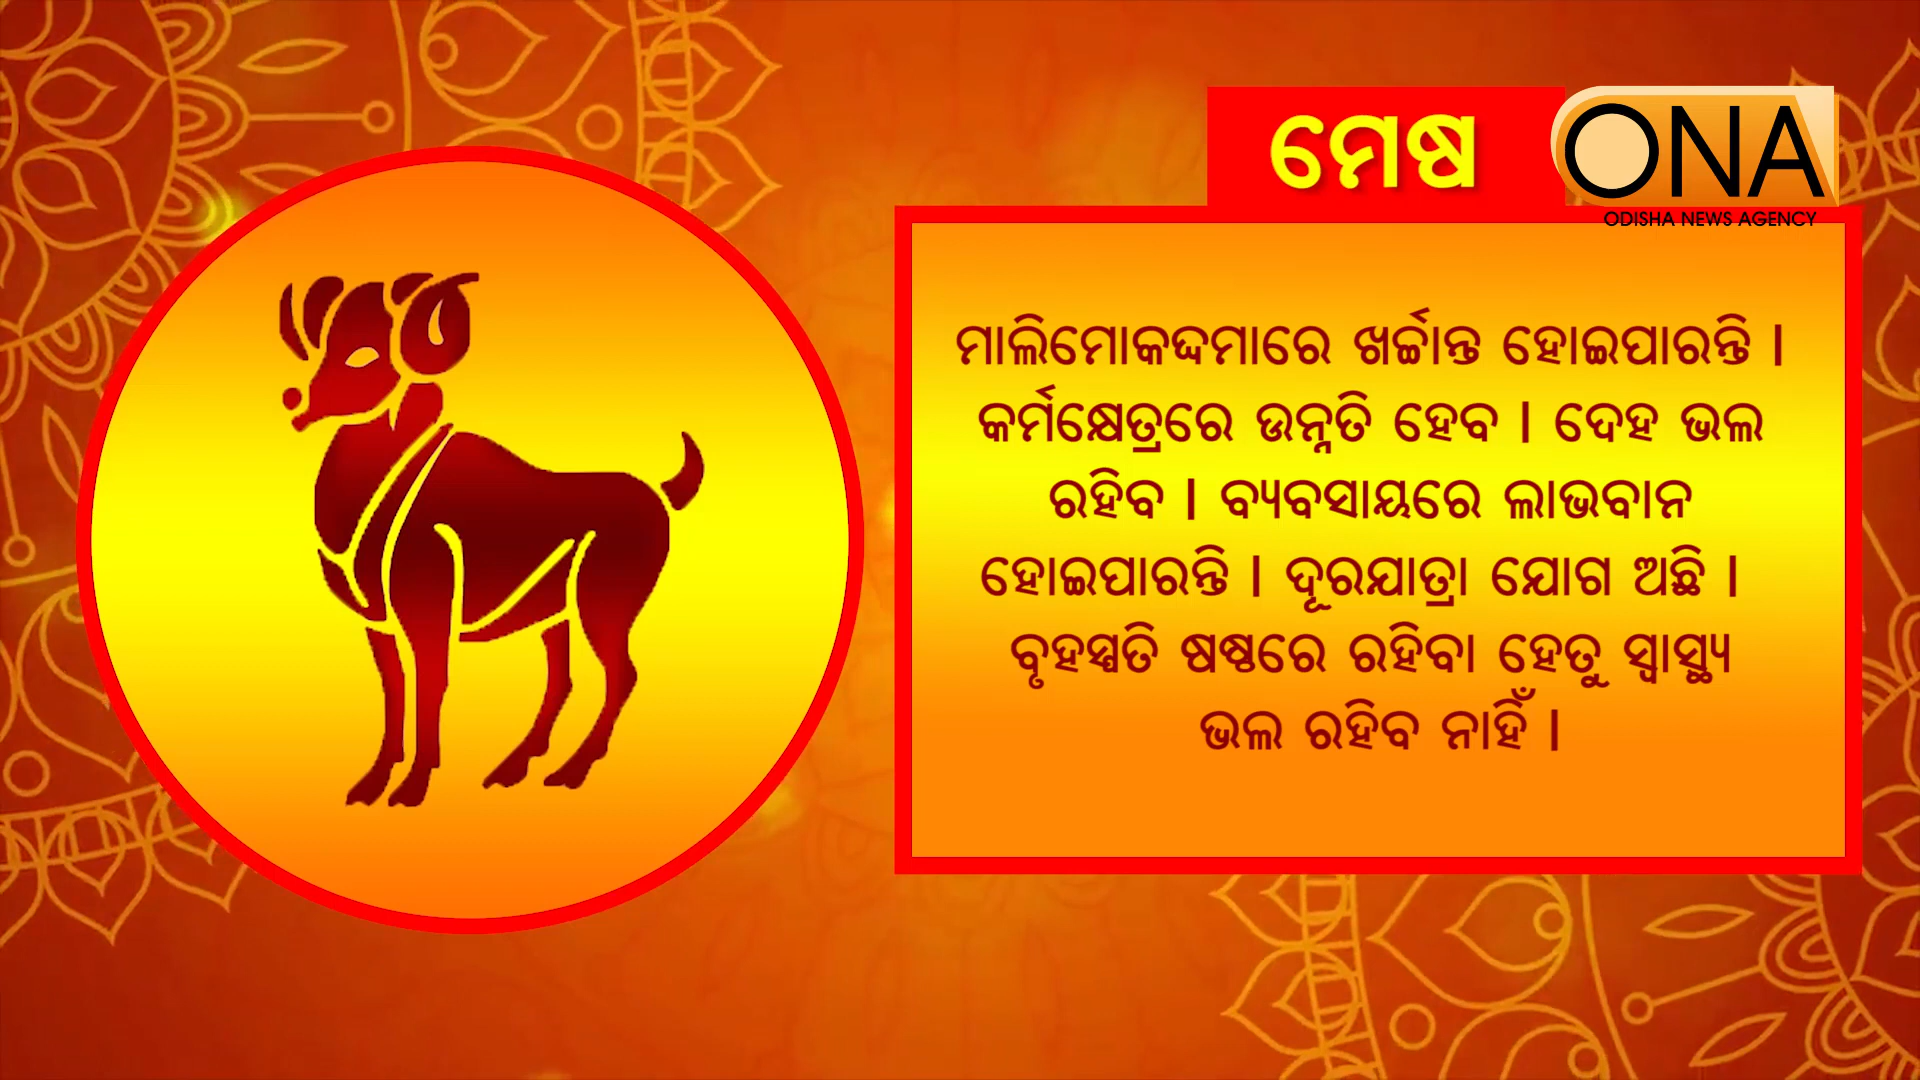 ମେଷ
ONA
ODISHA NEWS AGENCY
ମାଲିମୋକଦ୍ଦମାରେ ଖର୍ଚ୍ଚାନ୍ତ ହୋଇପାରନ୍ତି |
କର୍ମକ୍ଷେତ୍ରରେ ଉନ୍ନତି ହେବ | ଦେହ ଭଲ
ରହିବ | ବ୍ୟବସାୟରେ ଲାଭବାନ
ହୋଇପାରନ୍ତି | ଦୂରଯାତ୍ରା ଯୋଗ ଅଛି |
ବୃହସ୍ପତି ଷଷ୍ଠରେ ରହିବା ହେତୁ ସ୍ୱାସ୍ଥ୍ୟ
ଭଲ ରହିବ ନାହିଁ |